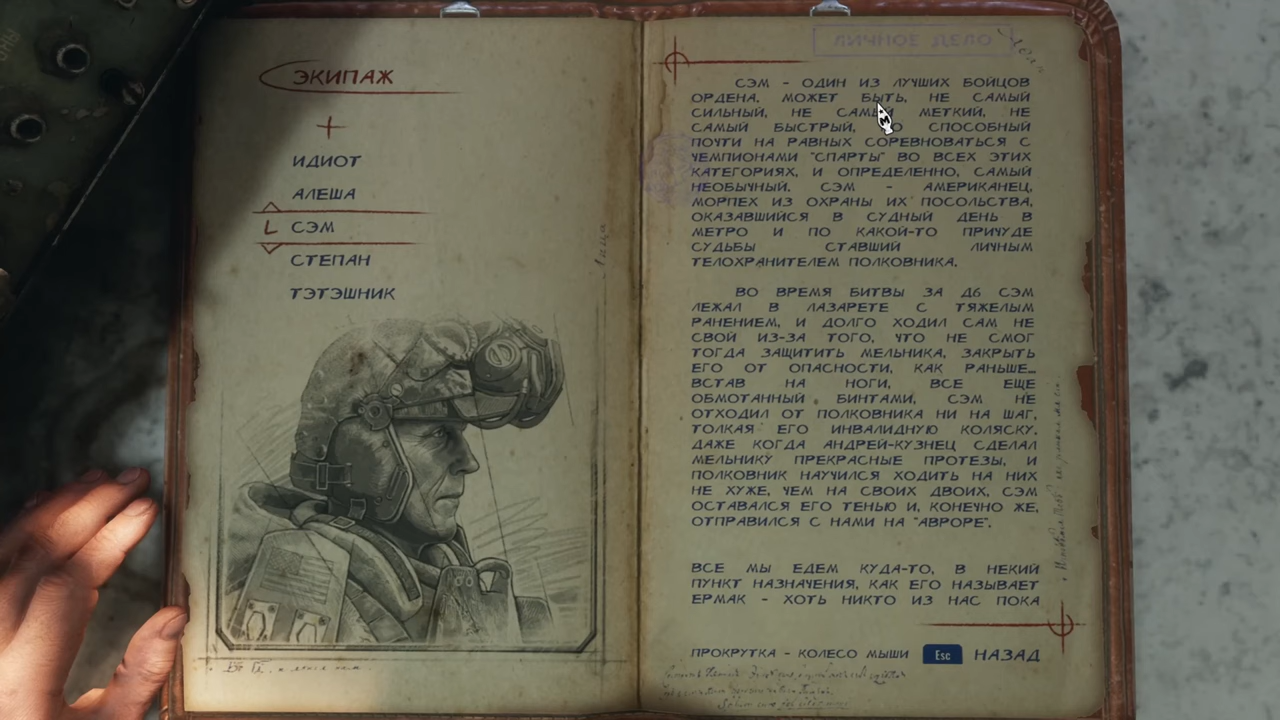 ЭКИПАЖ
ИДИОТ
АЛЕША
L СЭМ
СТЕПАН
ТЭТЭШНИК
ЛИЧНОЕ ДЕЛО
СЭМ - ОДИН ИЗ ЛУЧШИХ БОЙЦОВ
ОРДЕНА. МОЖЕТ БЫТЬ, НЕ САМЫЙ
СИЛЬНЫЙ, НЕ САМЫЙ МЕТКИЙ, НЕ
САМЫЙ БЫСТРЫЙ, НО СПОСОБНЫЙ
ПОЧТИ НА РАВНЫХ СОРЕВНОВАТЬСЯ С
ЧЕМПИОНАМИ "СПАРТЫ" ВО ВСЕХ ЭТИХ
КАТЕГОРИЯХ, И ОПРЕДЕЛЕННО, САМЫЙ
НЕОБЫЧНЫЙ. СЭМ - АМЕРИКАНЕЦ,
МОРПЕХ ИЗ ОХРАНЫ ИХ ПОСОЛЬСТВА,
ОКАЗАВШИЙСЯ В СУДНЫЙ ДЕНЬ В
МЕТРО И ПО КАКОЙ-ТО ПРИЧУДЕ
СУДЬБЫ СТАВШИЙ ЛИЧНЫМ
ТЕЛОХРАНИТЕЛЕМ ПОЛКОВНИКА.
ВО ВРЕМЯ БИТВЫ ЗА Д6 СЭМ
ЛЕЖАЛ В ЛАЗАРЕТЕ С ТЯЖЕЛЫМ
РАНЕНИЕМ, И ДОЛГО ХОДИЛ САМ НЕ
СВОЙ ИЗ-ЗА ТОГО, ЧТО НЕ СМОГ
ТОГДА ЗАЩИТИТЬ МЕЛЬНИКА, ЗАКРЫТЬ
ЕГО ОТ ОПАСНОСТИ, КАК РАНЬШЕ...
ВСТАВ НА НОГИ, ВСЕ ЕЩЕ
ОБМОТАННЫЙ БИНТАМИ, СЭМ НЕ
ОТХОДИЛ ОТ ПОЛКОВНИКА НИ НА ШАГ,
ТОЛКАЯ ЕГО ИНВАЛИДНУЮ КОЛЯСКУ.
ДАЖЕ КОГДА АНДРЕЙ-КУЗНЕЦ СДЕЛАЛ
МЕЛЬНИКУ ПРЕКРАСНЫЕ ПРОТЕЗЫ, И
ПОЛКОВНИК НАУЧИЛСЯ ХОДИТЬ НА НИХ
НЕ ХУЖЕ, ЧЕМ НА СВОИХ ДВОИХ, СЭМ
ОСТАВАЛСЯ ЕГО ТЕНЬЮ И, КОНЕЧНО ЖЕ,
ОТПРАВИЛСЯ С НАМИ НА "АВРОРЕ".
ВСЕ МЫ ЕДЕМ КУДА-ТО, В НЕКИЙ
ПУНКТ НАЗНАЧЕНИЯ, КАК ЕГО НАЗЫВАЕТ
ЕРМАК - ХОТЬ НИКТО ИЗ НАС ПОКА
ПРОКРУТКА - КОЛЕСО МЫШИ Esc НАЗАД